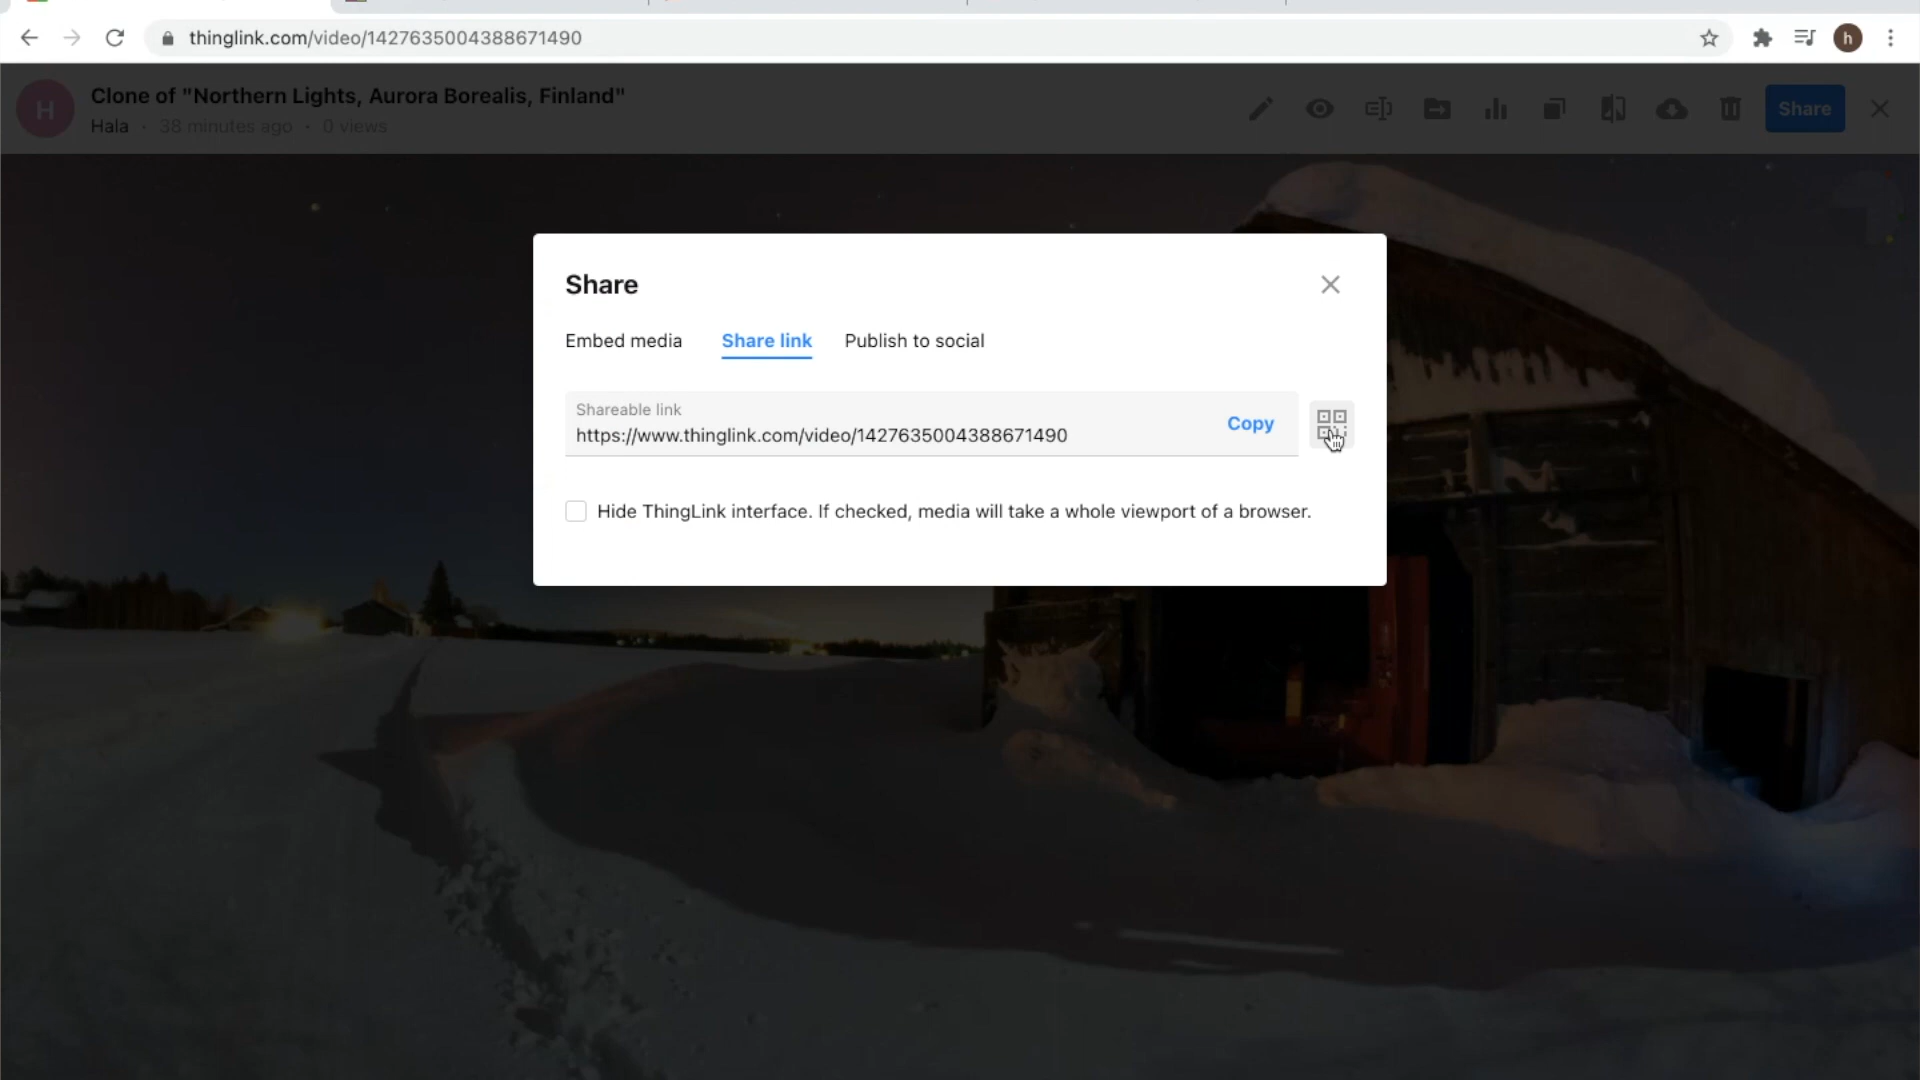 thinglink.com/video/1427635004388671490
h
H
Clone of "Northern Lights, Aurora Borealis, Finland"
Hala · 38 minutes ago · 0 views
Share
Share
Embed media Share link Publish to social
Shareable link
https://www.thinglink.com/video/1427635004388671490
Copy
Hide ThingLink interface. If checked, media will take a whole viewport of a browser.